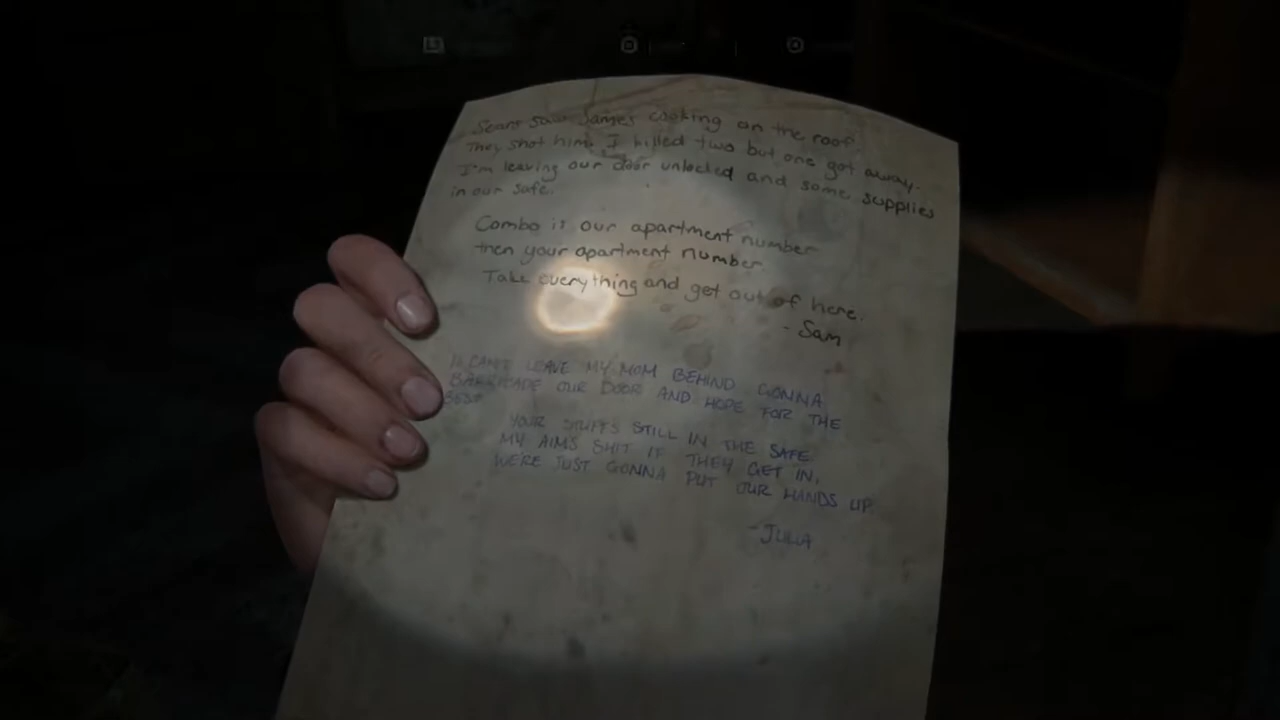 Scars saw James cooking on the roof.
They shot him. I killed two but one got away.
I'm leaving our door unlocked and some supplies
in our safe.
Combo is our apartment number
then your apartment number.
Take everything and get out of here.
- Sam
I CAN'T LEAVE MY MOM BEHIND GONNA
BARRICADE OUR DOOR AND HOPE FOR THE
BEST.
YOUR STUFF'S STILL IN THE SAFE
MY AIM'S SHIT IF THEY GET IN,
WE'RE JUST GONNA PUT OUR HANDS UP.
- JULIA